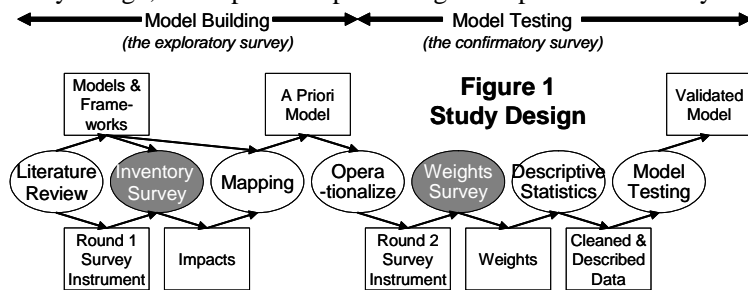 Model Building
(the exploratory survey)
Model Testing
(the confirmatory survey)
Figure 1
Study Design
Models &
Frame-
works
A Priori
Model
Validated
Model
Literature
Review
Inventory
Survey
Mapping
Opera
-tionalize
Weights
Survey
Descriptive
Statistics
Model
Testing
Round 1
Survey
Instrument
Impacts
Round 2
Survey
Instrument
Weights
Cleaned &
Described
Data